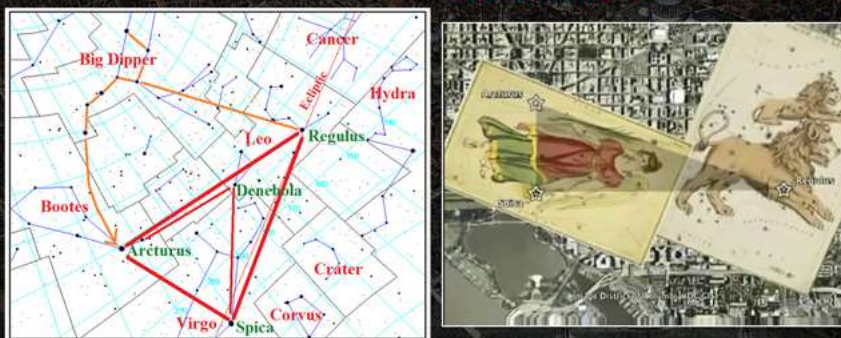 Cancer
Big Dipper
Ecliptic
Hydra
Leo
Regulus
Denebola
Bootes
Arcturus
Crater
Virgo
Spica
Corvus
Arcturus
Spica
Regulus